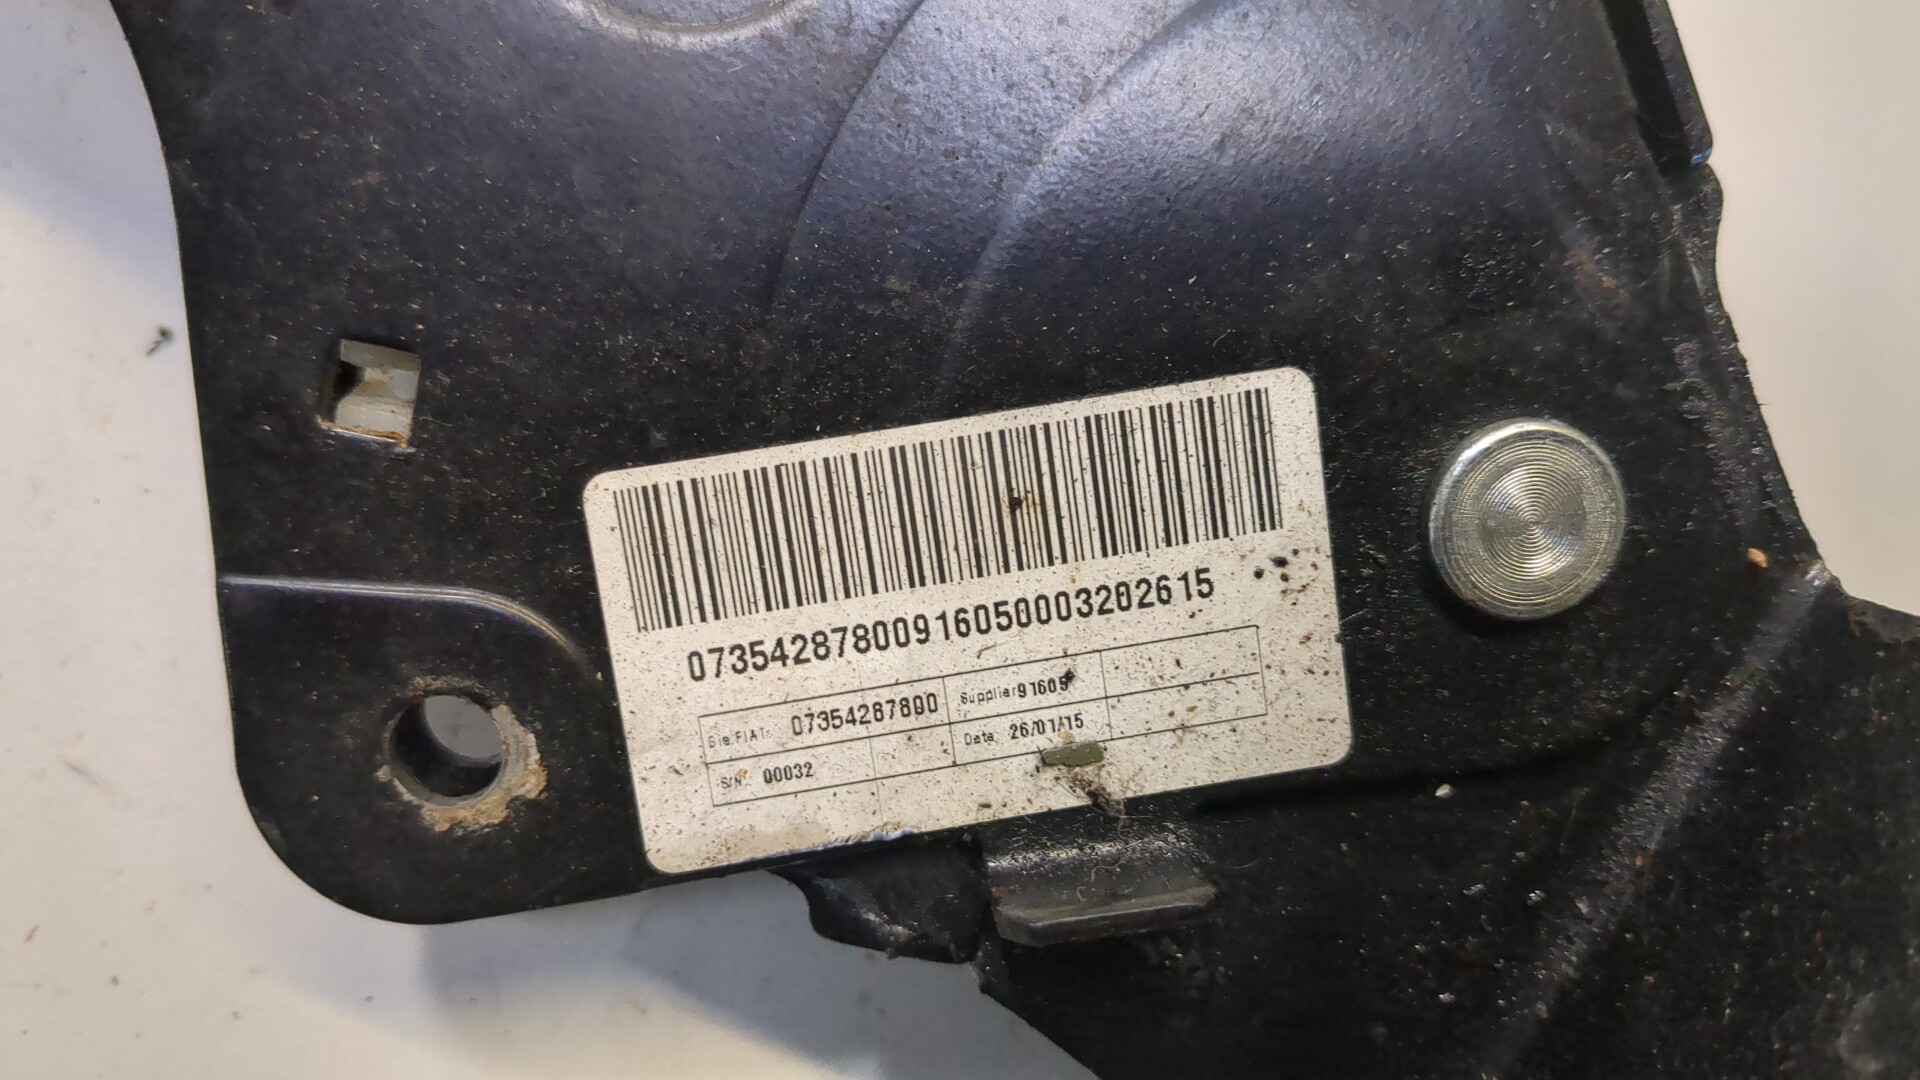 07354287800916050003202615
Dis.FIAT: 07354287800 Supplier 91605
S/N: 00032 Date 26/01/15